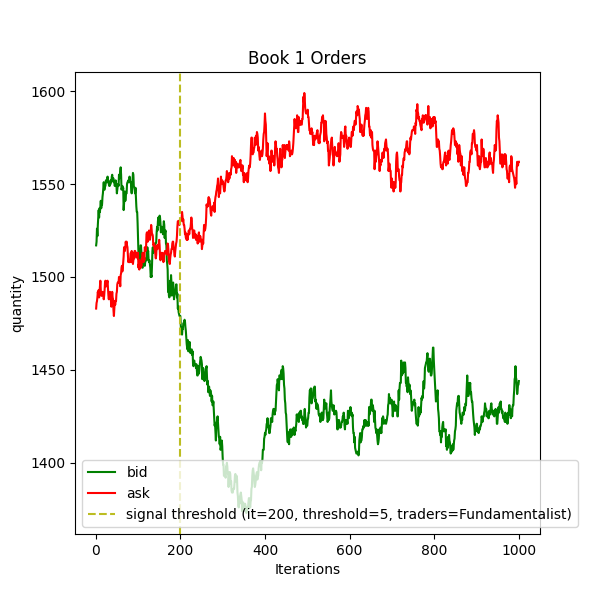 Book 1 Orders
1600
1550
1500
1450
1400
quantity
bid
ask
signal threshold (it=200, threshold=5, traders=Fundamentalist)
0 200 400 600 800 1000
Iterations